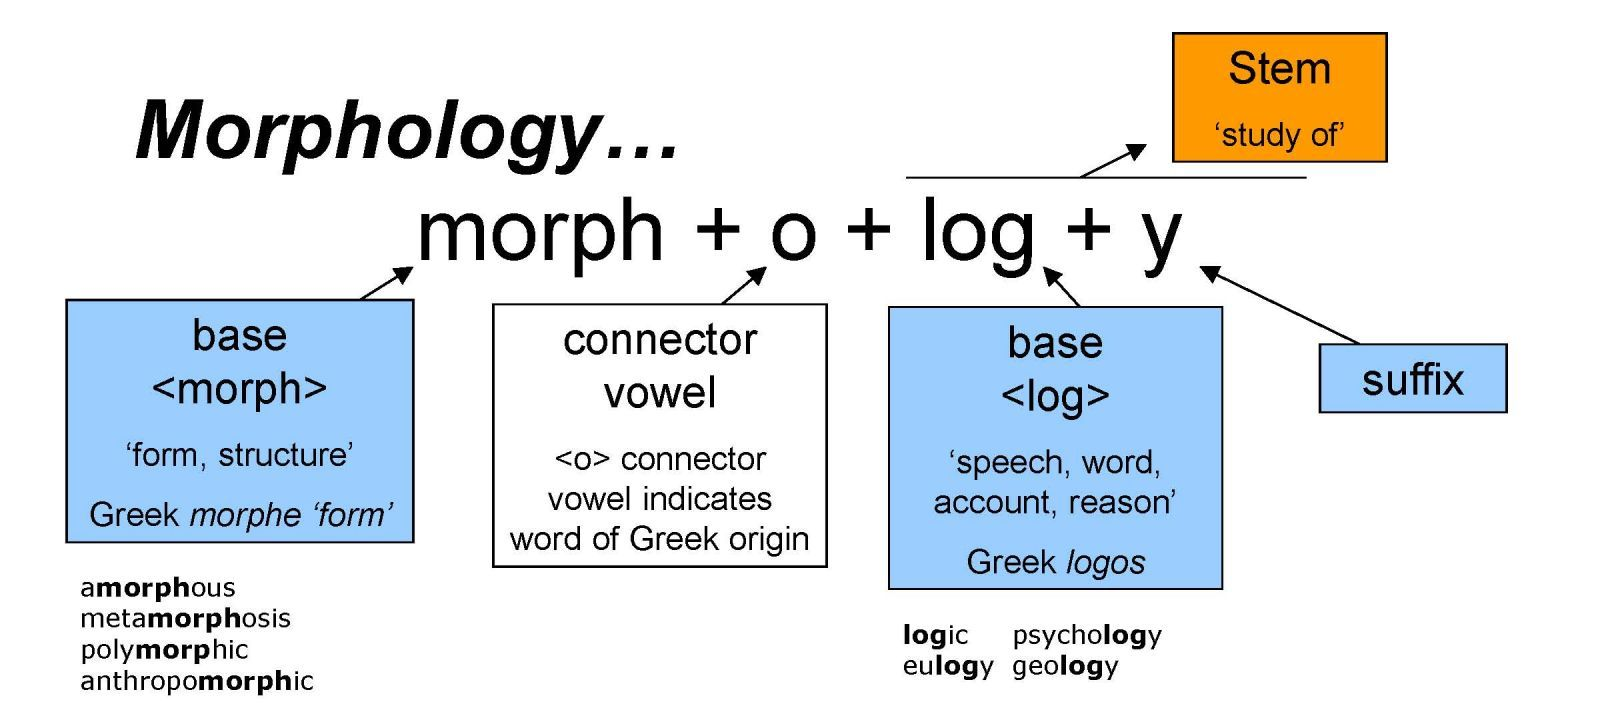 Morphology…
Stem
‘study of’
morph + o + log + y
base
<morph>
‘form, structure’
Greek morphe ‘form’
amorphous
metamorphosis
polymorphic
anthropomorphic
connector
vowel
<o> connector
vowel indicates
word of Greek origin
base
<log>
‘speech, word,
account, reason’
Greek logos
logic psychology
eulogy geology
suffix